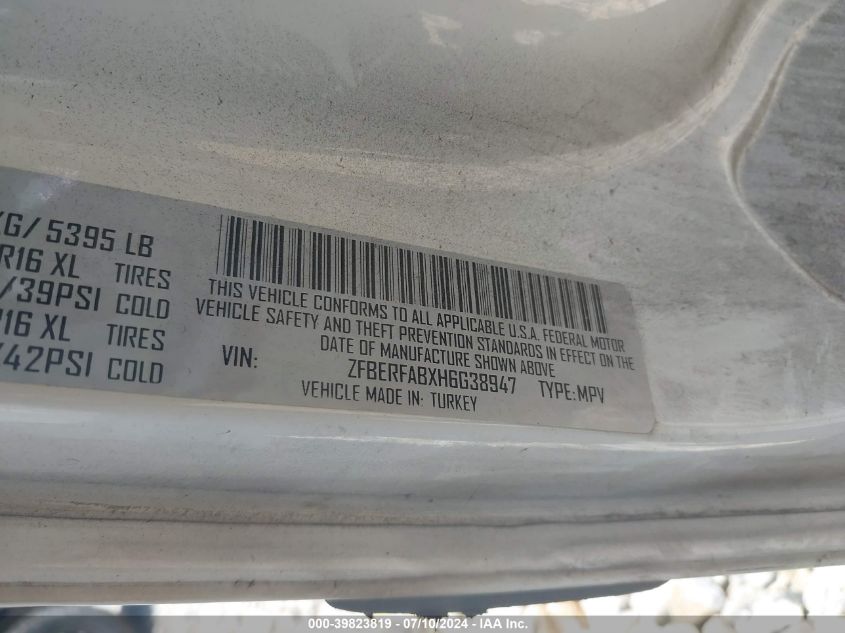 KG/ 5395 LB
R16 XL TIRES
/39PSI COLD
R16 XL TIRES
/42PSI COLD
THIS VEHICLE CONFORMS TO ALL APPLICABLE U.S.A. FEDERAL MOTOR
VEHICLE SAFETY AND THEFT PREVENTION STANDARDS IN EFFECT ON THE
DATE OF MANUFACTURE SHOWN ABOVE
VIN: ZFBERFABXH6G38947 TYPE:MPV
VEHICLE MADE IN: TURKEY
000-39823819 - 07/10/2024 - IAA Inc.